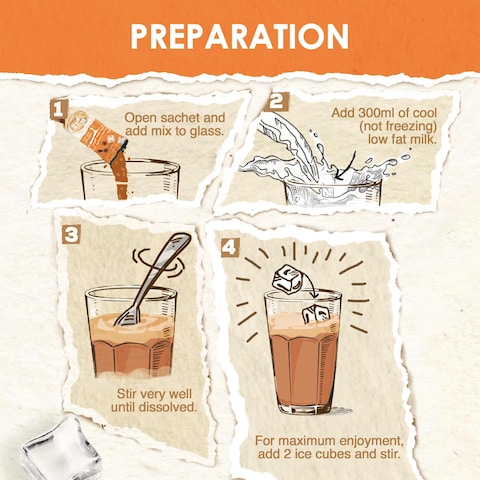 PREPARATION
1
Open sachet and
add mix to glass.
2
Add 300ml of cool
(not freezing)
low fat milk.
3
Stir very well
until dissolved.
4
For maximum enjoyment,
add 2 ice cubes and stir.